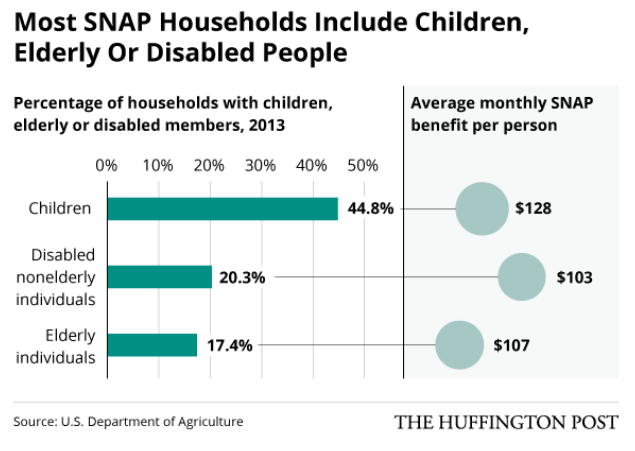 Most SNAP Households Include Children,
Elderly Or Disabled People
Percentage of households with children,
elderly or disabled members, 2013
Average monthly SNAP
benefit per person
0% 10% 20% 30% 40% 50%
Children 44.8% $128
Disabled
nonelderly
individuals
20.3% $103
Elderly
individuals
17.4% $107
Source: U.S. Department of Agriculture
THE HUFFINGTON POST